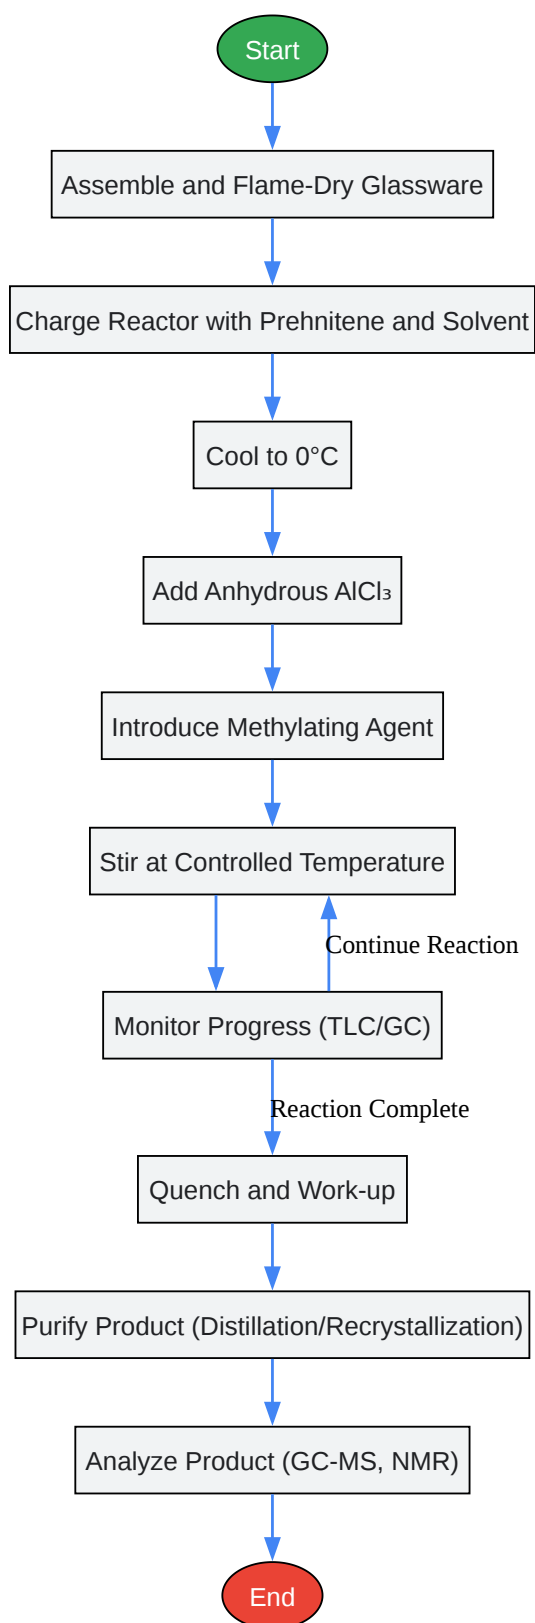 Start
Assemble and Flame-Dry Glassware
Charge Reactor with Prehnitene and Solvent
Cool to 0°C
Add Anhydrous AlCl₃
Introduce Methylating Agent
Stir at Controlled Temperature
Continue Reaction
Monitor Progress (TLC/GC)
Reaction Complete
Quench and Work-up
Purify Product (Distillation/Recrystallization)
Analyze Product (GC-MS, NMR)
End